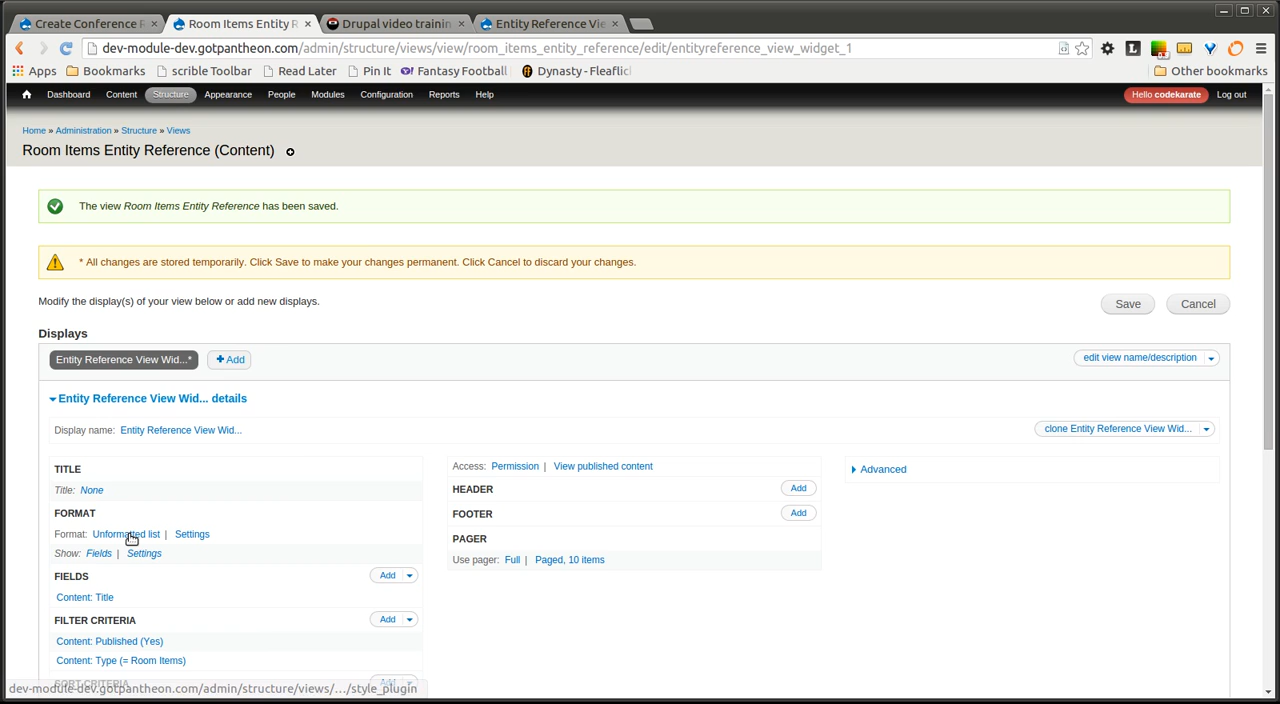 Create Conference R
Room Items Entity R
Drupal video trainin
Entity Reference Vie
dev-module-dev.gotpantheon.com/admin/structure/views/view/room_items_entity_reference/edit/entityreference_view_widget_1
Apps Bookmarks scrible Toolbar Read Later Pin It Fantasy Football Dynasty - Fleaflic Other bookmarks
Dashboard Content Structure Appearance People Modules Configuration Reports Help Hello codekarate Log out
Home » Administration » Structure » Views
Room Items Entity Reference (Content)
The view Room Items Entity Reference has been saved.
* All changes are stored temporarily. Click Save to make your changes permanent. Click Cancel to discard your changes.
Modify the display(s) of your view below or add new displays.
Save Cancel
Displays
Entity Reference View Wid...* + Add edit view name/description
Entity Reference View Wid... details
Display name: Entity Reference View Wid... clone Entity Reference View Wid...
TITLE
Title: None
FORMAT
Format: Unformatted list | Settings
Show: Fields | Settings
FIELDS Add
Content: Title
FILTER CRITERIA Add
Content: Published (Yes)
Content: Type (= Room Items)
SORT CRITERIA Add
Access: Permission | View published content
HEADER Add
FOOTER Add
PAGER
Use pager: Full | Paged, 10 items
Advanced
dev-module-dev.gotpantheon.com/admin/structure/views/…/style_plugin